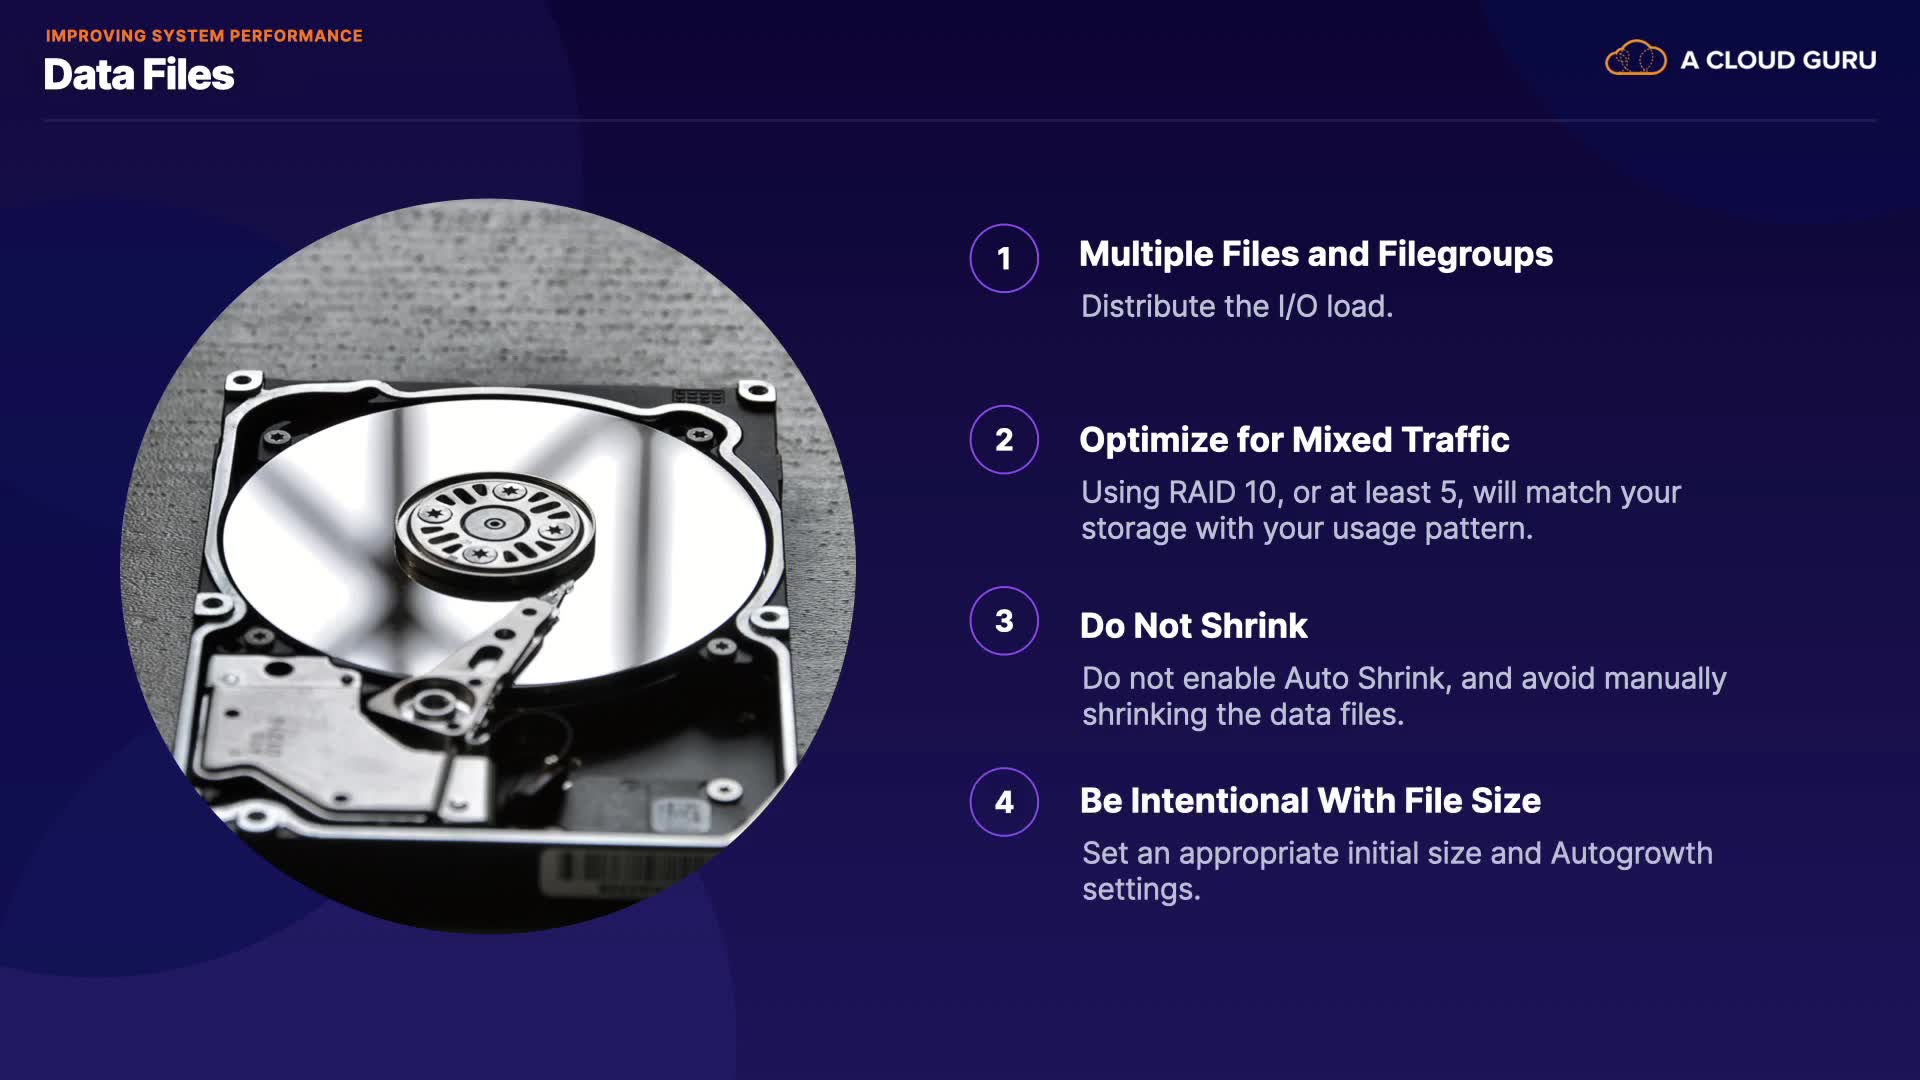 IMPROVING SYSTEM PERFORMANCE
Data Files
A CLOUD GURU
1
Multiple Files and Filegroups
Distribute the I/O load.
2
Optimize for Mixed Traffic
Using RAID 10, or at least 5, will match your
storage with your usage pattern.
3
Do Not Shrink
Do not enable Auto Shrink, and avoid manually
shrinking the data files.
4
Be Intentional With File Size
Set an appropriate initial size and Autogrowth
settings.